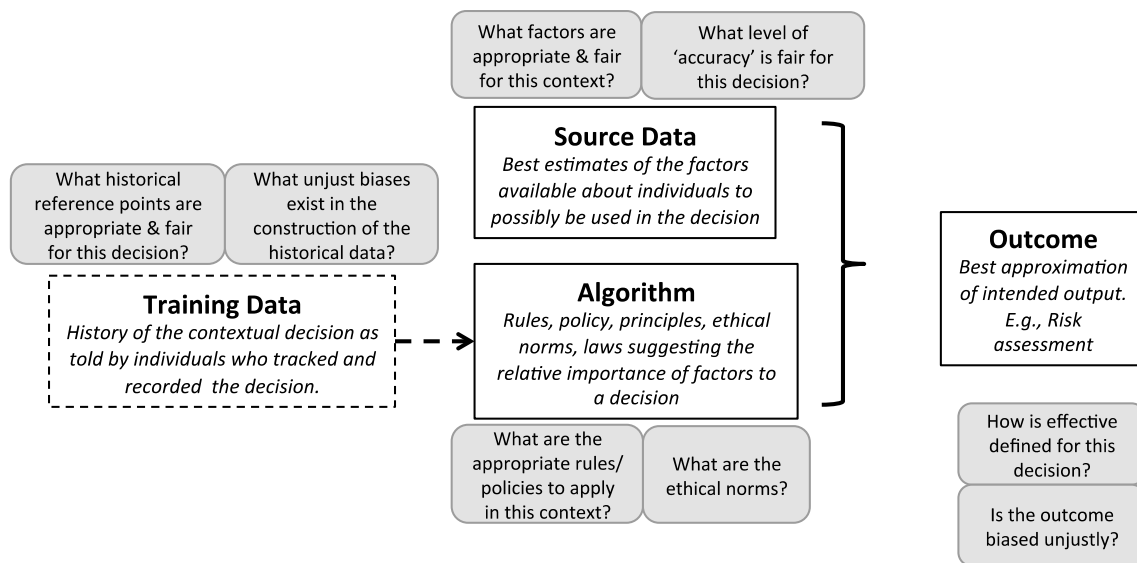 What factors are
appropriate & fair
for this context?
What level of
‘accuracy’ is fair for
this decision?
Source Data
Best estimates of the factors
available about individuals to
possibly be used in the decision
What historical
reference points are
appropriate & fair
for this decision?
What unjust biases
exist in the
construction of the
historical data?
Training Data
History of the contextual decision as
told by individuals who tracked and
recorded the decision.
Algorithm
Rules, policy, principles, ethical
norms, laws suggesting the
relative importance of factors to
a decision
What are the
appropriate rules/
policies to apply
in this context?
What are the
ethical norms?
Outcome
Best approximation
of intended output.
E.g., Risk
assessment
How is effective
defined for this
decision?
Is the outcome
biased unjustly?